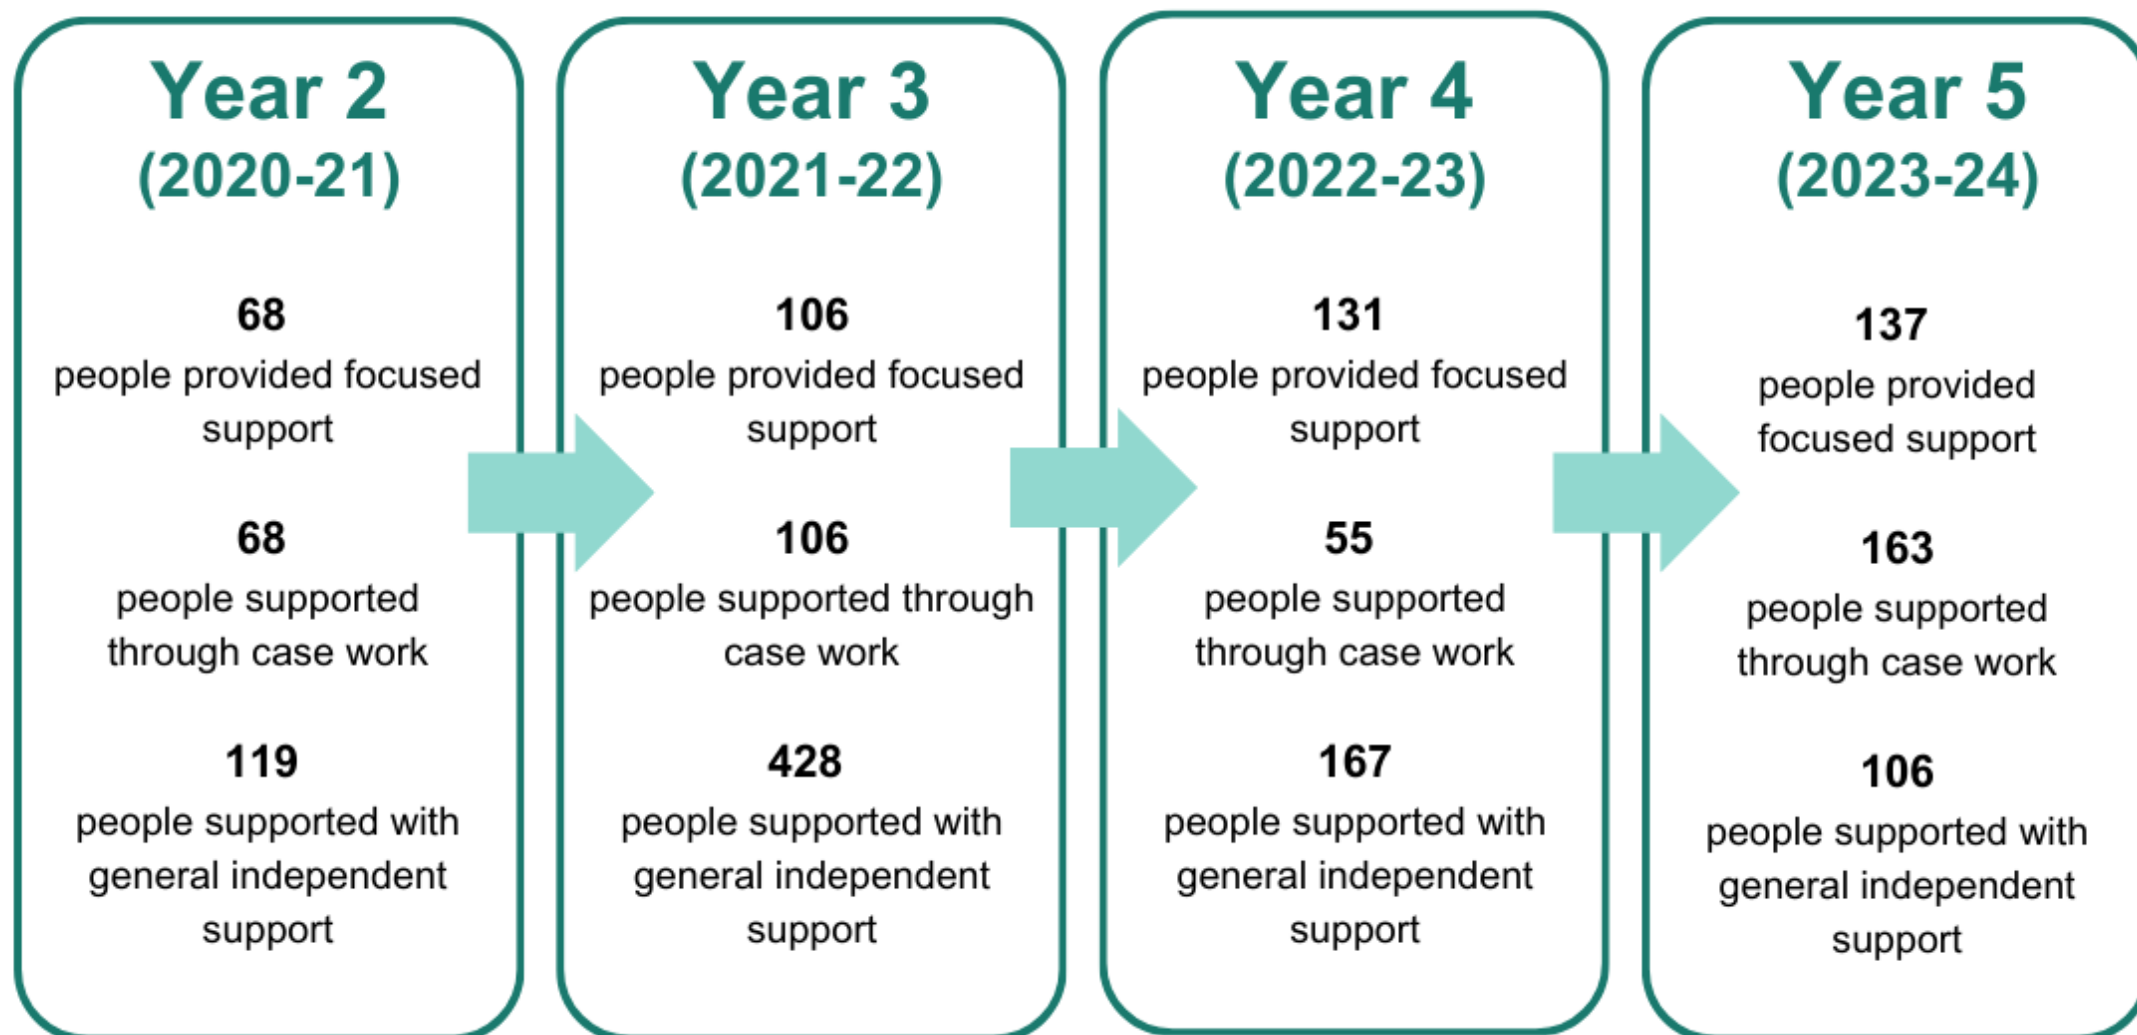 Year 2
(2020-21)
68
people provided focused
support
68
people supported
through case work
119
people supported with
general independent
support
Year 3
(2021-22)
106
people provided focused
support
106
people supported through
case work
428
people supported with
general independent
support
Year 4
(2022-23)
131
people provided focused
support
55
people supported
through case work
167
people supported with
general independent
support
Year 5
(2023-24)
137
people provided
focused support
163
people supported
through case work
106
people supported with
general independent
support